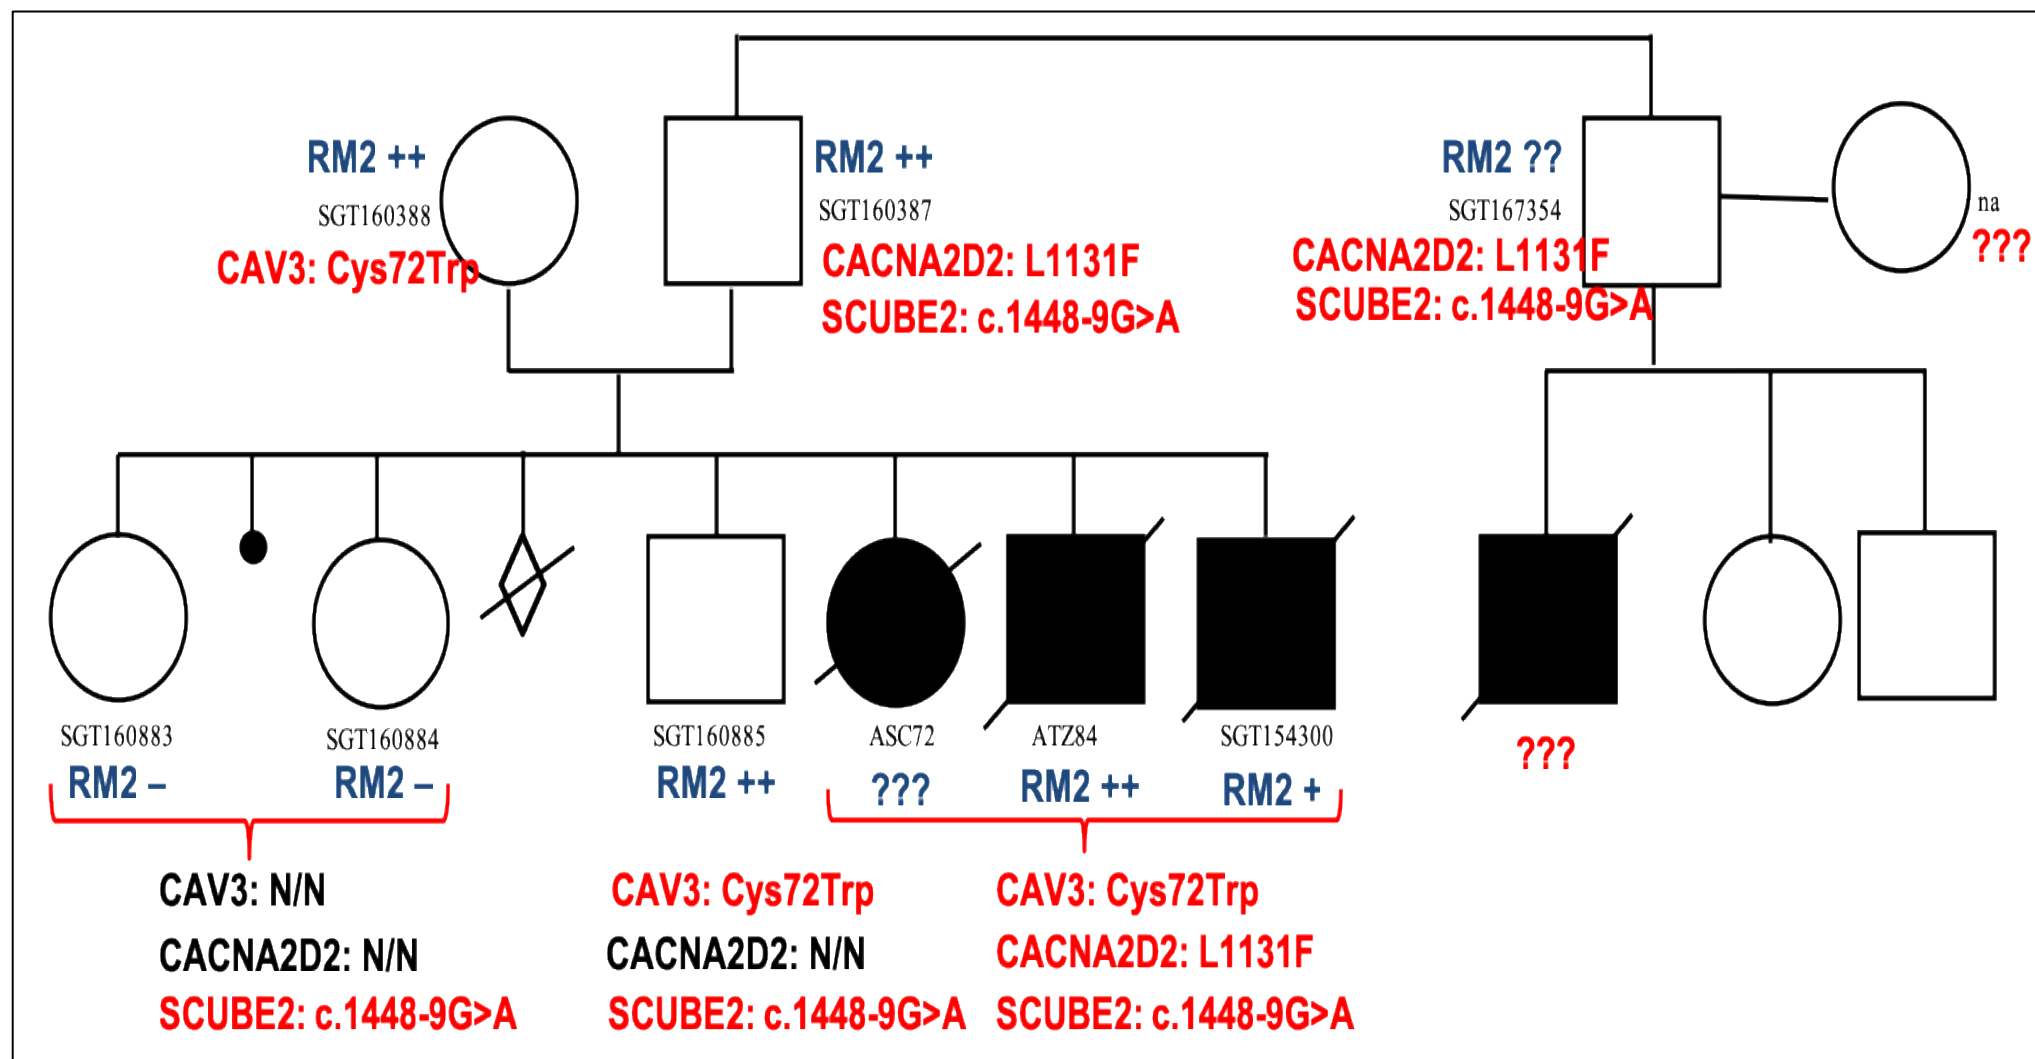 RM2 ++
SGT160388
CAV3: Cys72Trp
RM2 ++
SGT160387
CACNA2D2: L1131F
SCUBE2: c.1448-9G>A
RM2 ??
SGT167354
CACNA2D2: L1131F
SCUBE2: c.1448-9G>A
na
???
SGT160883
RM2 –
SGT160884
RM2 –
SGT160885
RM2 ++
ASC72
???
ATZ84
RM2 ++
SGT154300
RM2 +
???
CAV3: N/N
CACNA2D2: N/N
SCUBE2: c.1448-9G>A
CAV3: Cys72Trp
CACNA2D2: N/N
SCUBE2: c.1448-9G>A
CAV3: Cys72Trp
CACNA2D2: L1131F
SCUBE2: c.1448-9G>A